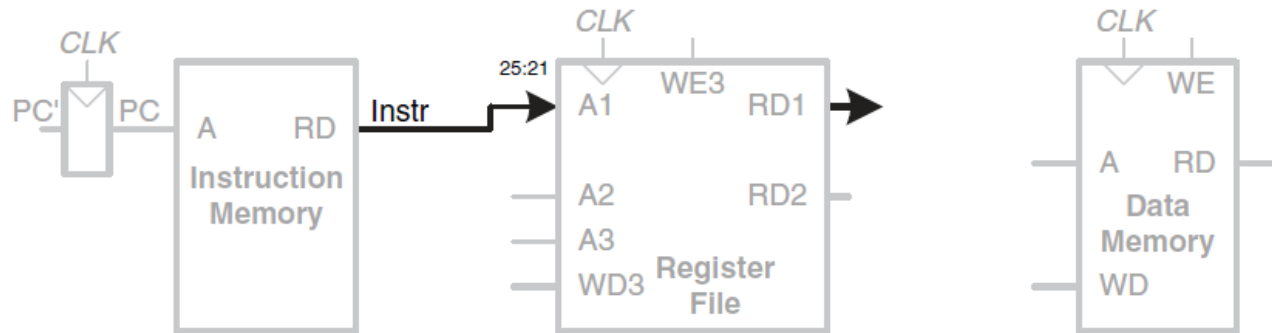 CLK
CLK
CLK
25:21
PC'
PC
A
RD
Instr
A1
WE3
RD1
WE
Instruction
Memory
A2
RD2
A
RD
A3
Data
Memory
WD3
Register
File
WD